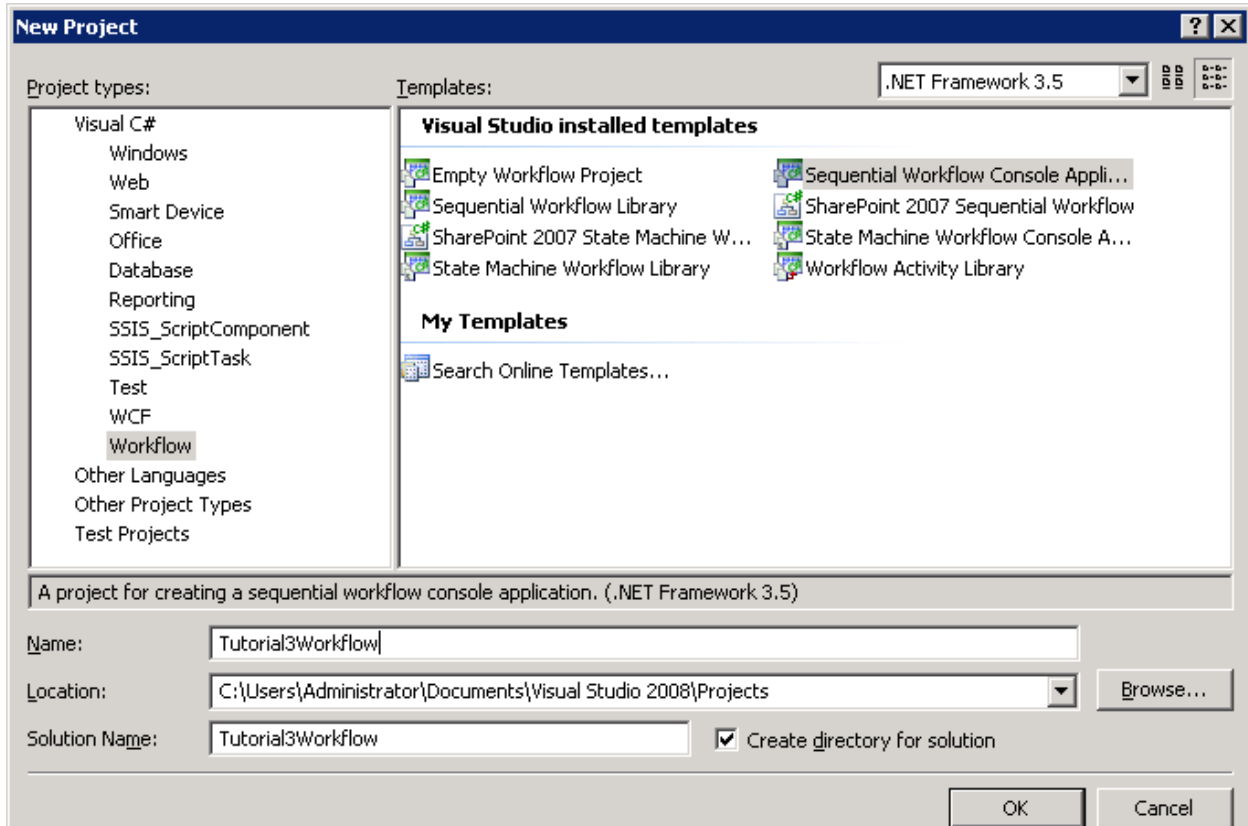 New Project
Project types:
Templates:
.NET Framework 3.5
Visual C#
Windows
Web
Smart Device
Office
Database
Reporting
SSIS_ScriptComponent
SSIS_ScriptTask
Test
WCF
Workflow
Other Languages
Other Project Types
Test Projects
Visual Studio installed templates
Empty Workflow Project
Sequential Workflow Console Appli...
Sequential Workflow Library
SharePoint 2007 Sequential Workflow
SharePoint 2007 State Machine W...
State Machine Workflow Console A...
State Machine Workflow Library
Workflow Activity Library
My Templates
Search Online Templates...
A project for creating a sequential workflow console application. (.NET Framework 3.5)
Name:
Tutorial3Workflow
Location:
C:\Users\Administrator\Documents\Visual Studio 2008\Projects
Browse...
Solution Name:
Tutorial3Workflow
Create directory for solution
OK
Cancel